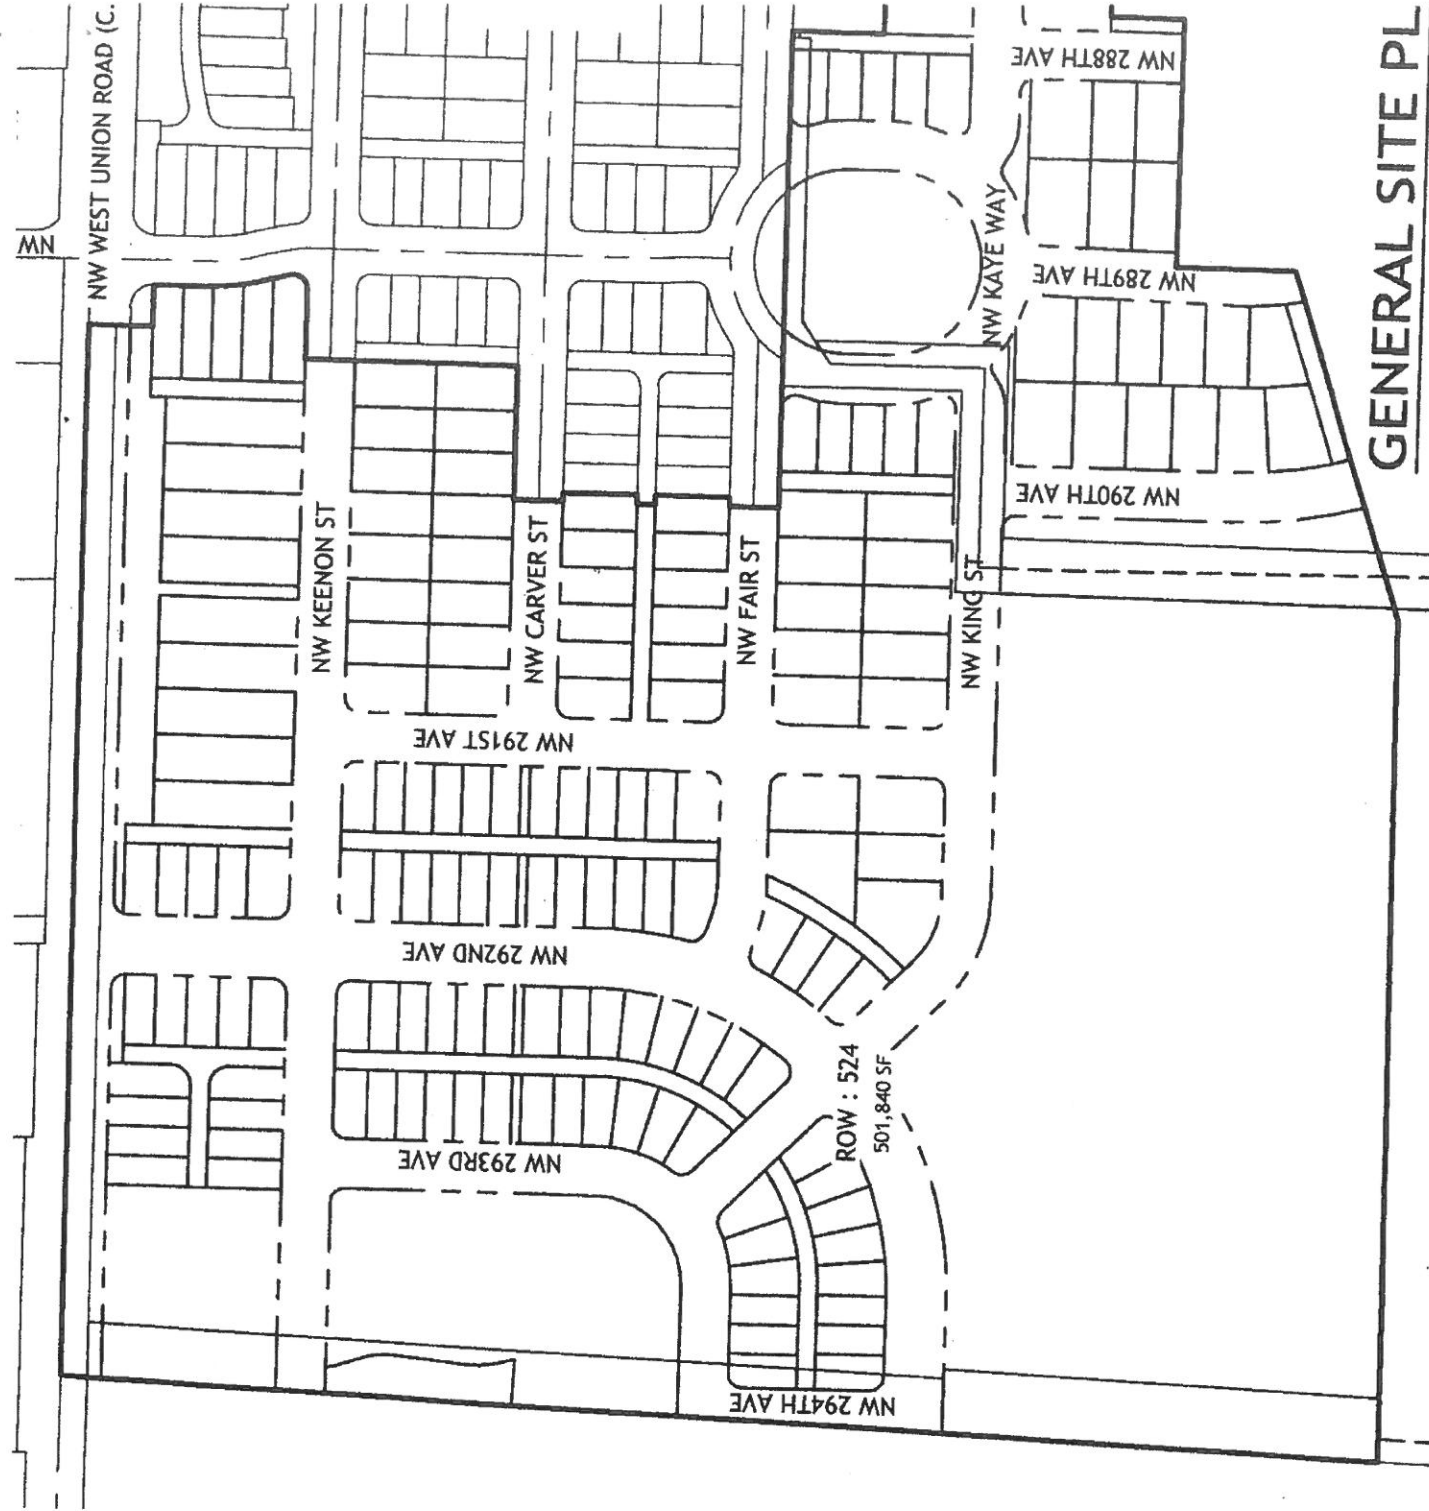 NW WEST UNION ROAD (C.
NW
NW 288TH AVE
NW KAYE WAY
NW 289TH AVE
GENERAL SITE PL
NW 290TH AVE
NW KEENON ST
NW CARVER ST
NW FAIR ST
NW KING ST
NW 291ST AVE
NW 292ND AVE
ROW : 524
501,840 SF
NW 293RD AVE
NW 294TH AVE